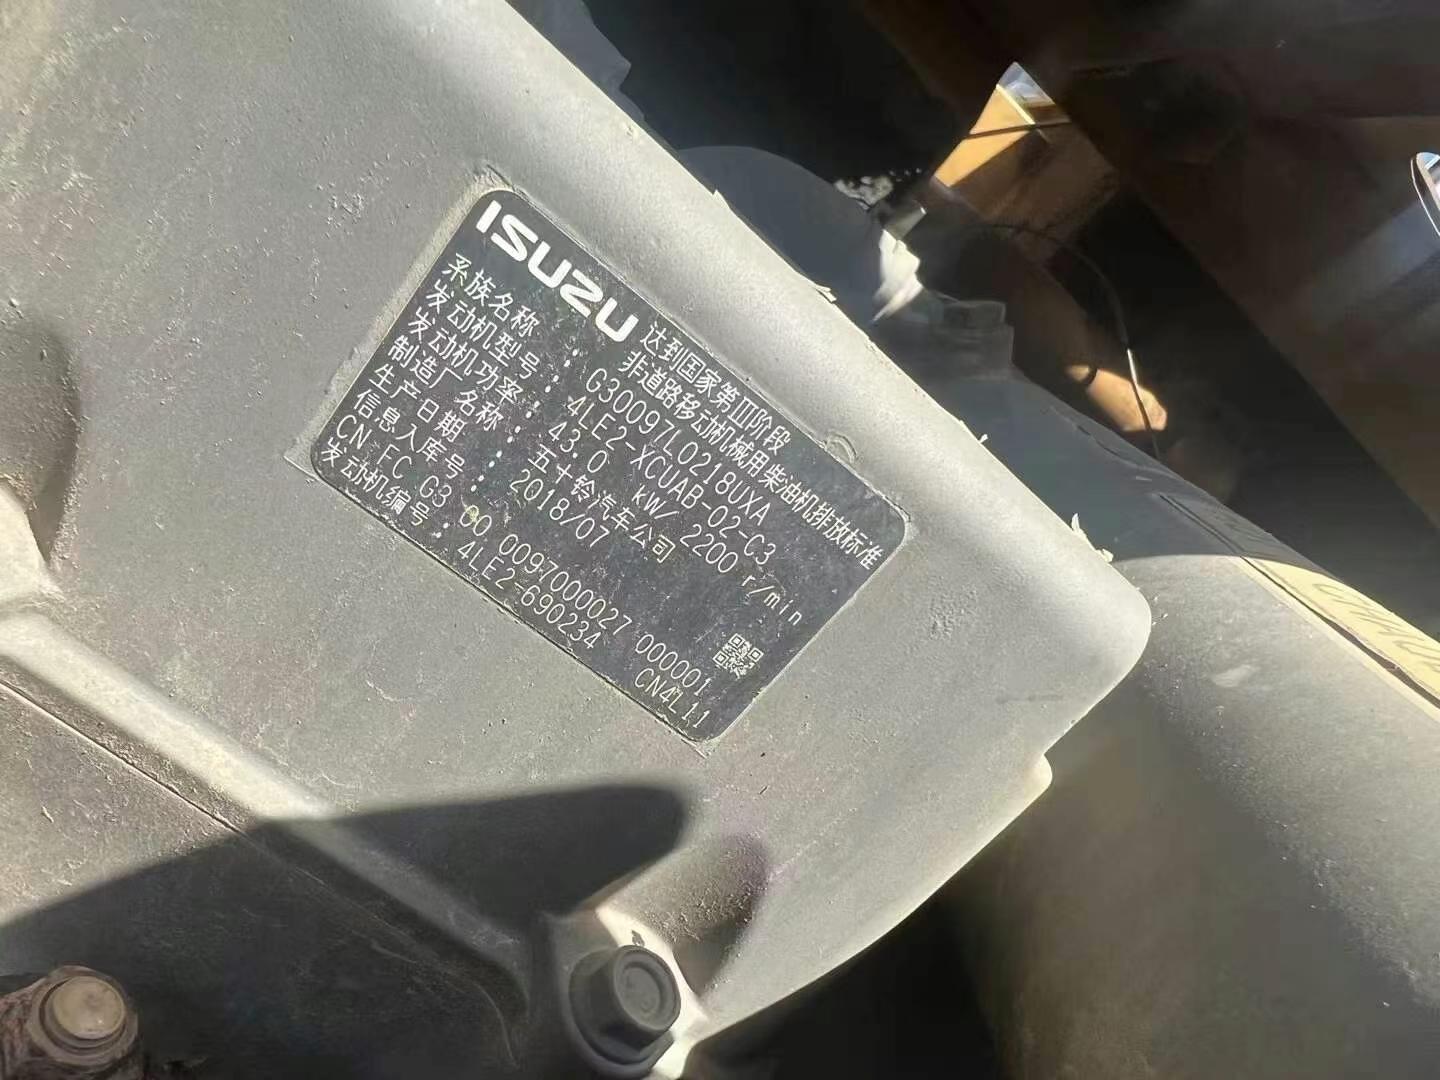 ISUZU
达到国家第III阶段
非道路移动机械用柴油机排放标准
系族名称：G30097L0218UXA
发动机型号：4LE2-XCUAB-02-C3
发动机功率：43.0 kW/ 2200 r/min
制造厂名称：五十铃汽车公司
生产日期：2018/07
信息入库号：
CN FC G3 00 0097000027 000001
发动机编号：4LE2-690234 CN4L11